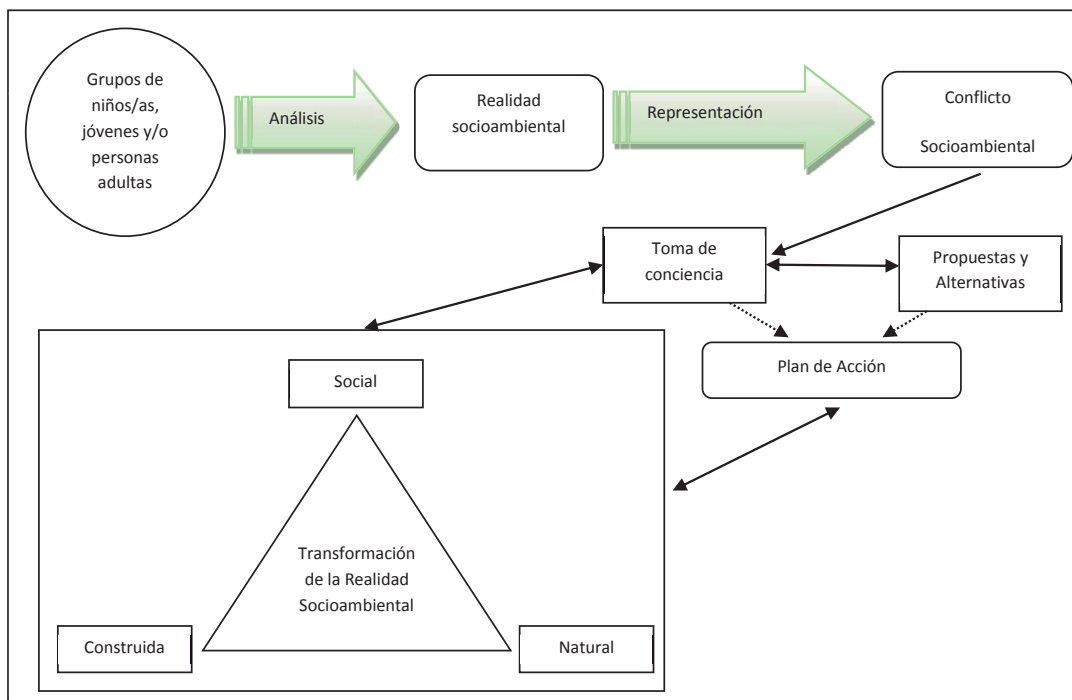 Grupos de
niños/as,
jóvenes y/o
personas
adultas
Análisis
Realidad
socioambiental
Representación
Conflicto
Socioambiental
Toma de
conciencia
Propuestas y
Alternativas
Plan de Acción
Social
Transformación
de la Realidad
Socioambiental
Construida
Natural